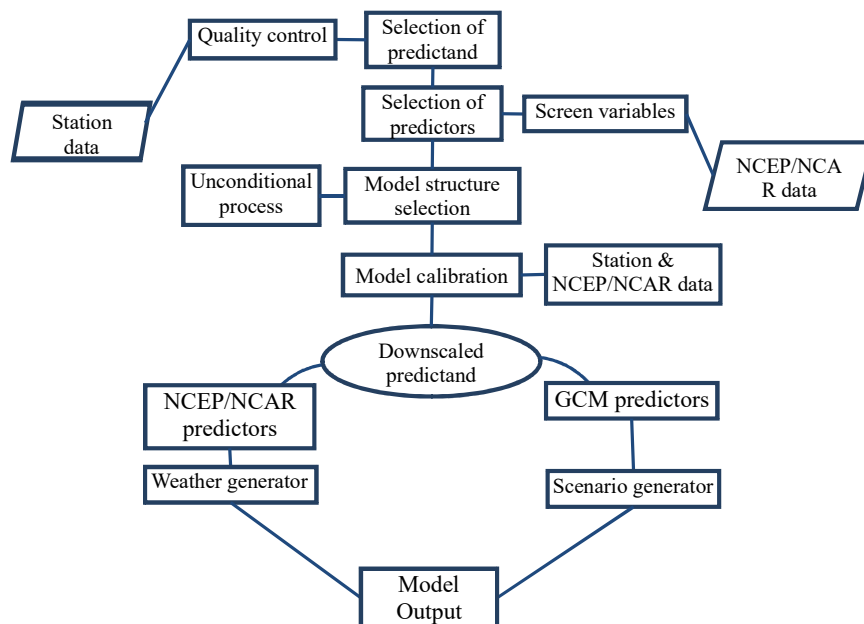 Quality control
Selection of
predictand
Station
data
Selection of
predictors
Screen variables
NCEP/NCA
R data
Unconditional
process
Model structure
selection
Model calibration
Station &
NCEP/NCAR data
Downscaled
predictand
NCEP/NCAR
predictors
GCM predictors
Weather generator
Scenario generator
Model
Output